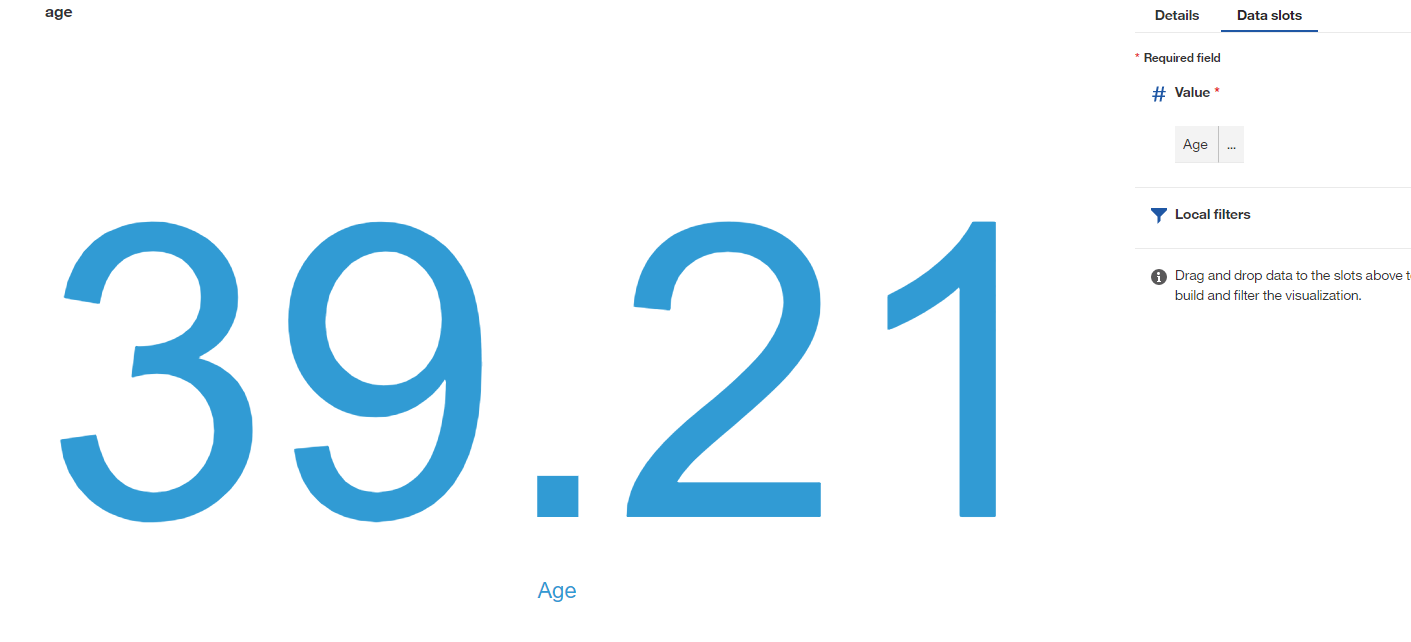 age
39.21
Age
Details
Data slots
* Required field
# Value *
Age
...
Local filters
Drag and drop data to the slots above t
build and filter the visualization.